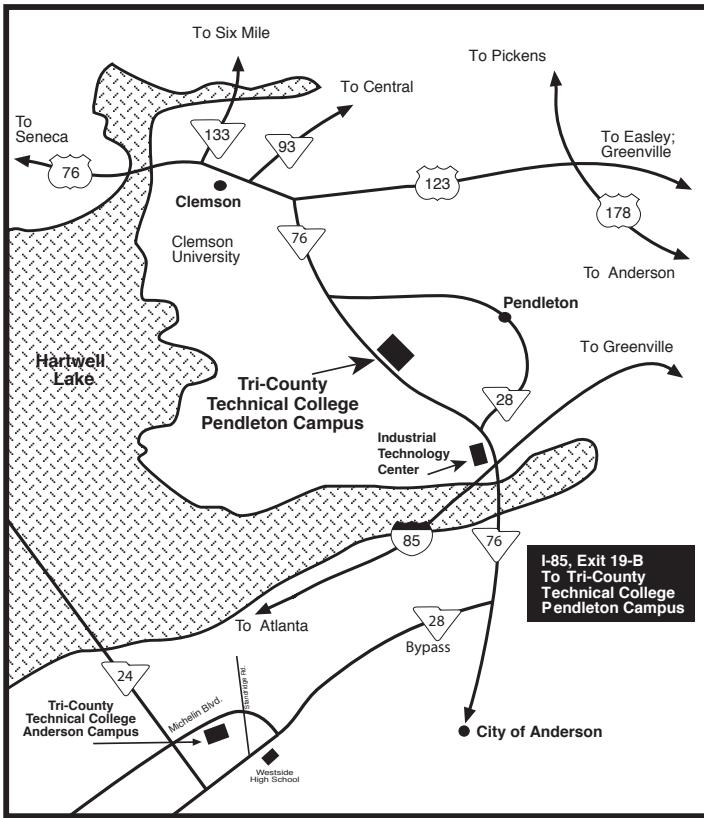 To Six Mile
To Pickens
To Central
To
Seneca
133
93
To Easley;
Greenville
76
123
Clemson
178
Clemson
University
76
To Anderson
Pendleton
To Greenville
Hartwell
Lake
Tri-County
Technical College
Pendleton Campus
28
Industrial
Technology
Center
85
76
I-85, Exit 19-B
To Tri-County
Technical College
Pendleton Campus
To Atlanta
28
Bypass
24
Standridge Rd.
Michelin Blvd.
Tri-County
Technical College
Anderson Campus
City of Anderson
Westside
High School